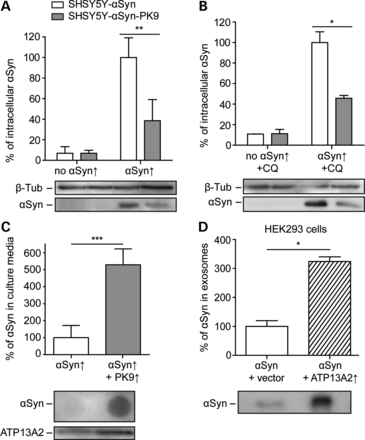 A
SHSY5Y-αSyn
SHSY5Y-αSyn-PK9
% of intracellular αSyn
120
100
80
60
40
20
0
**
no αSyn↑
αSyn↑
β-Tub
αSyn
B
% of intracellular αSyn
120
100
80
60
40
20
0
*
no αSyn↑
+CQ
αSyn↑
+CQ
β-Tub
αSyn
C
% of αSyn in culture media
600
400
200
100
0
***
αSyn↑
αSyn↑
+ PK9↑
αSyn
ATP13A2
D
HEK293 cells
% of αSyn in exosomes
400
300
200
100
0
*
αSyn
+ vector
αSyn
+ ATP13A2↑
αSyn